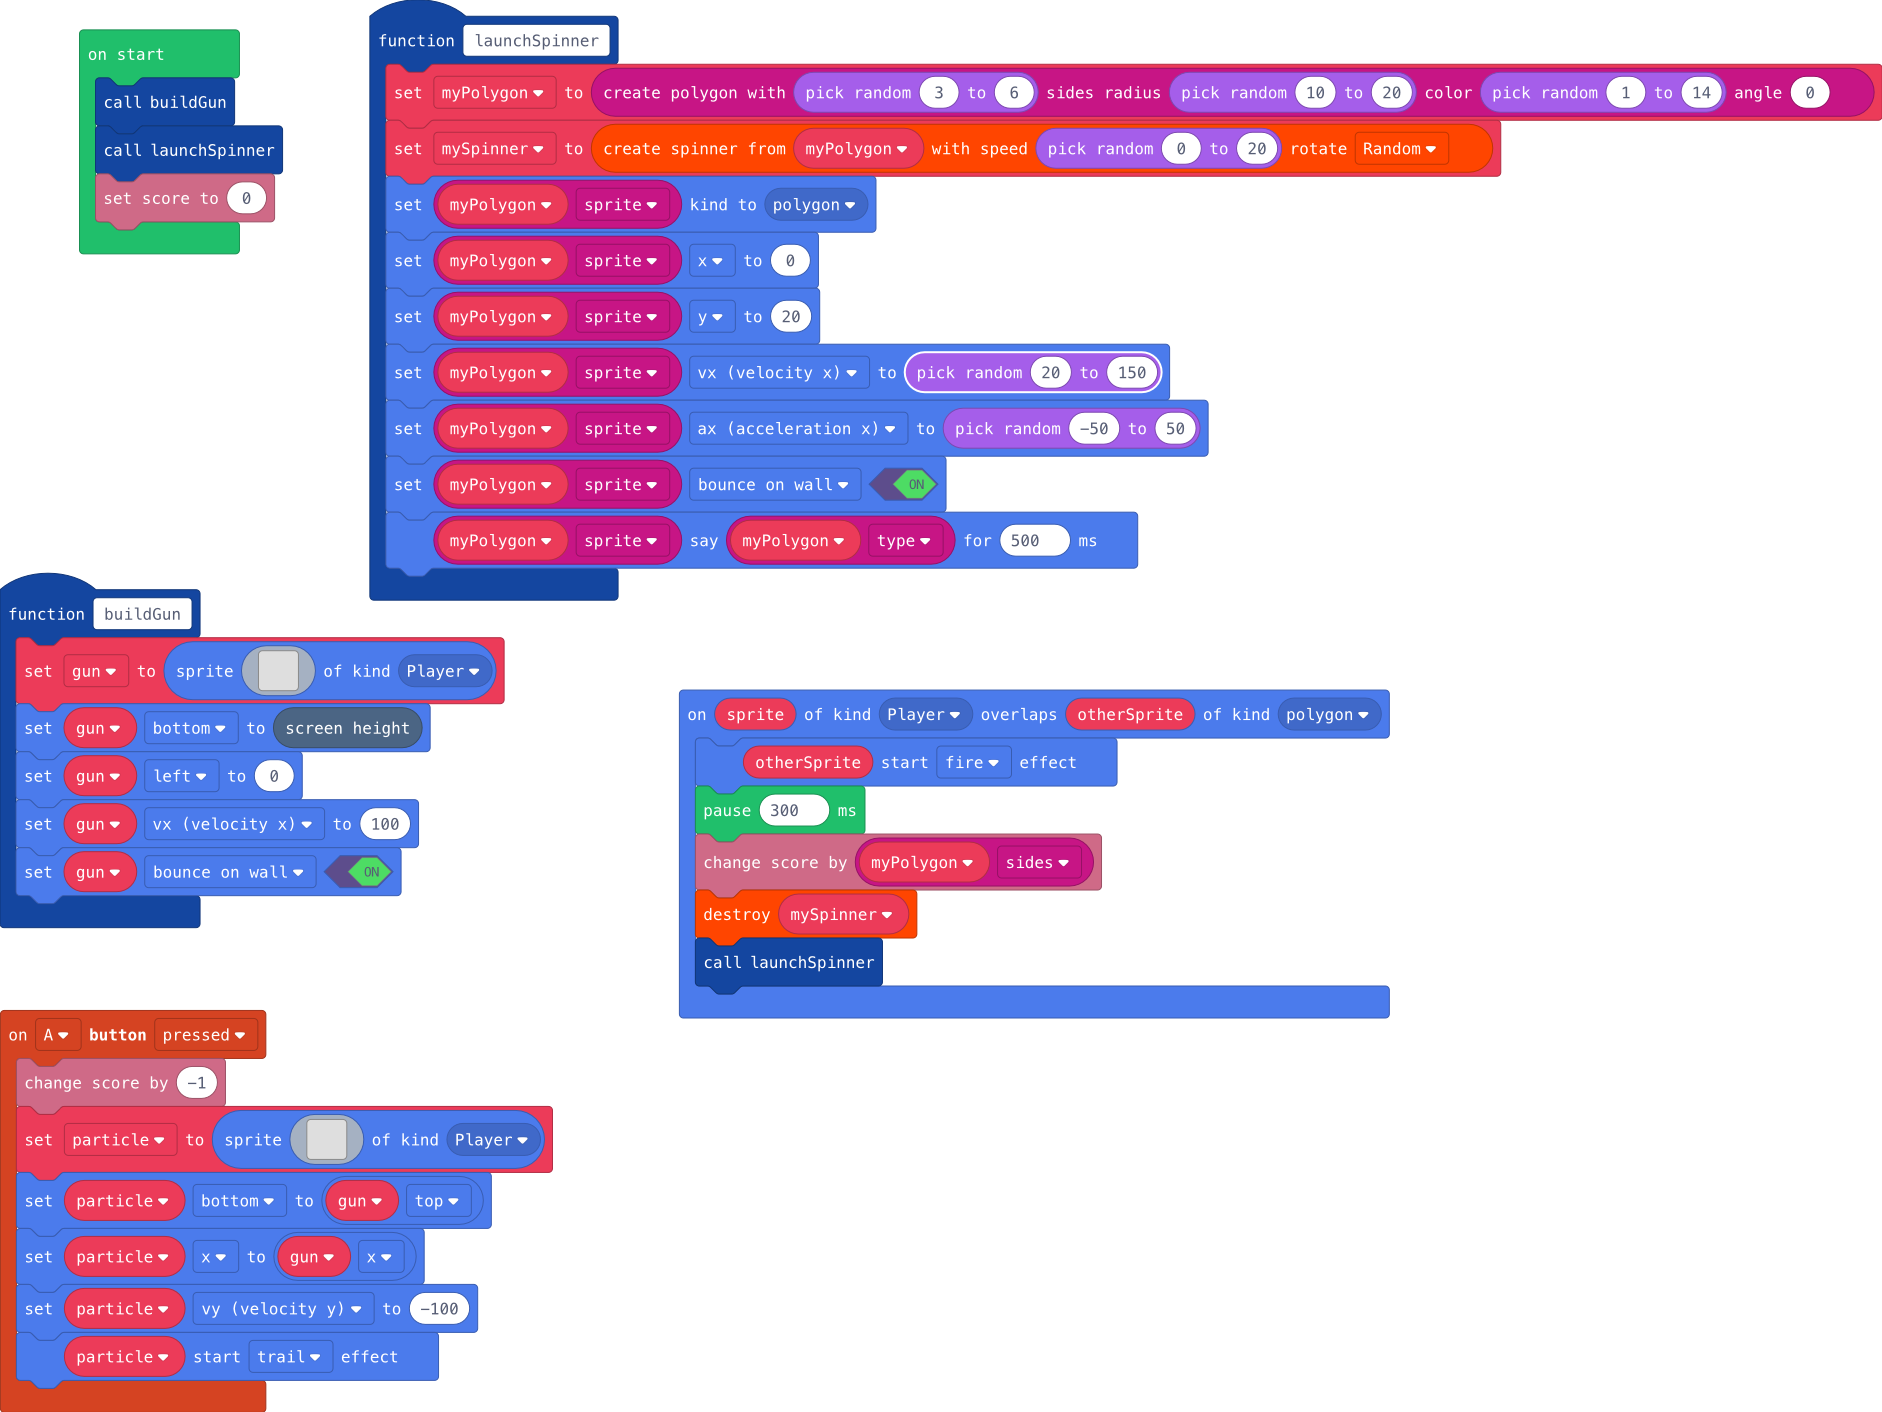 on start
call buildGun
call launchSpinner
set score to 0
function launchSpinner
set myPolygon to create polygon with pick random 3 to 6 sides radius pick random 10 to 20 color pick random 1 to 14 angle 0
set mySpinner to create spinner from myPolygon with speed pick random 0 to 20 rotate Random
set myPolygon sprite kind to polygon
set myPolygon sprite x to 0
set myPolygon sprite y to 20
set myPolygon sprite vx (velocity x) to pick random 20 to 150
set myPolygon sprite ax (acceleration x) to pick random −50 to 50
set myPolygon sprite bounce on wall ON
myPolygon sprite say myPolygon type for 500 ms
function buildGun
set gun to sprite of kind Player
set gun bottom to screen height
set gun left to 0
set gun vx (velocity x) to 100
set gun bounce on wall ON
on sprite of kind Player overlaps otherSprite of kind polygon
otherSprite start fire effect
pause 300 ms
change score by myPolygon sides
destroy mySpinner
call launchSpinner
on A button pressed
change score by −1
set particle to sprite of kind Player
set particle bottom to gun top
set particle x to gun x
set particle vy (velocity y) to −100
particle start trail effect